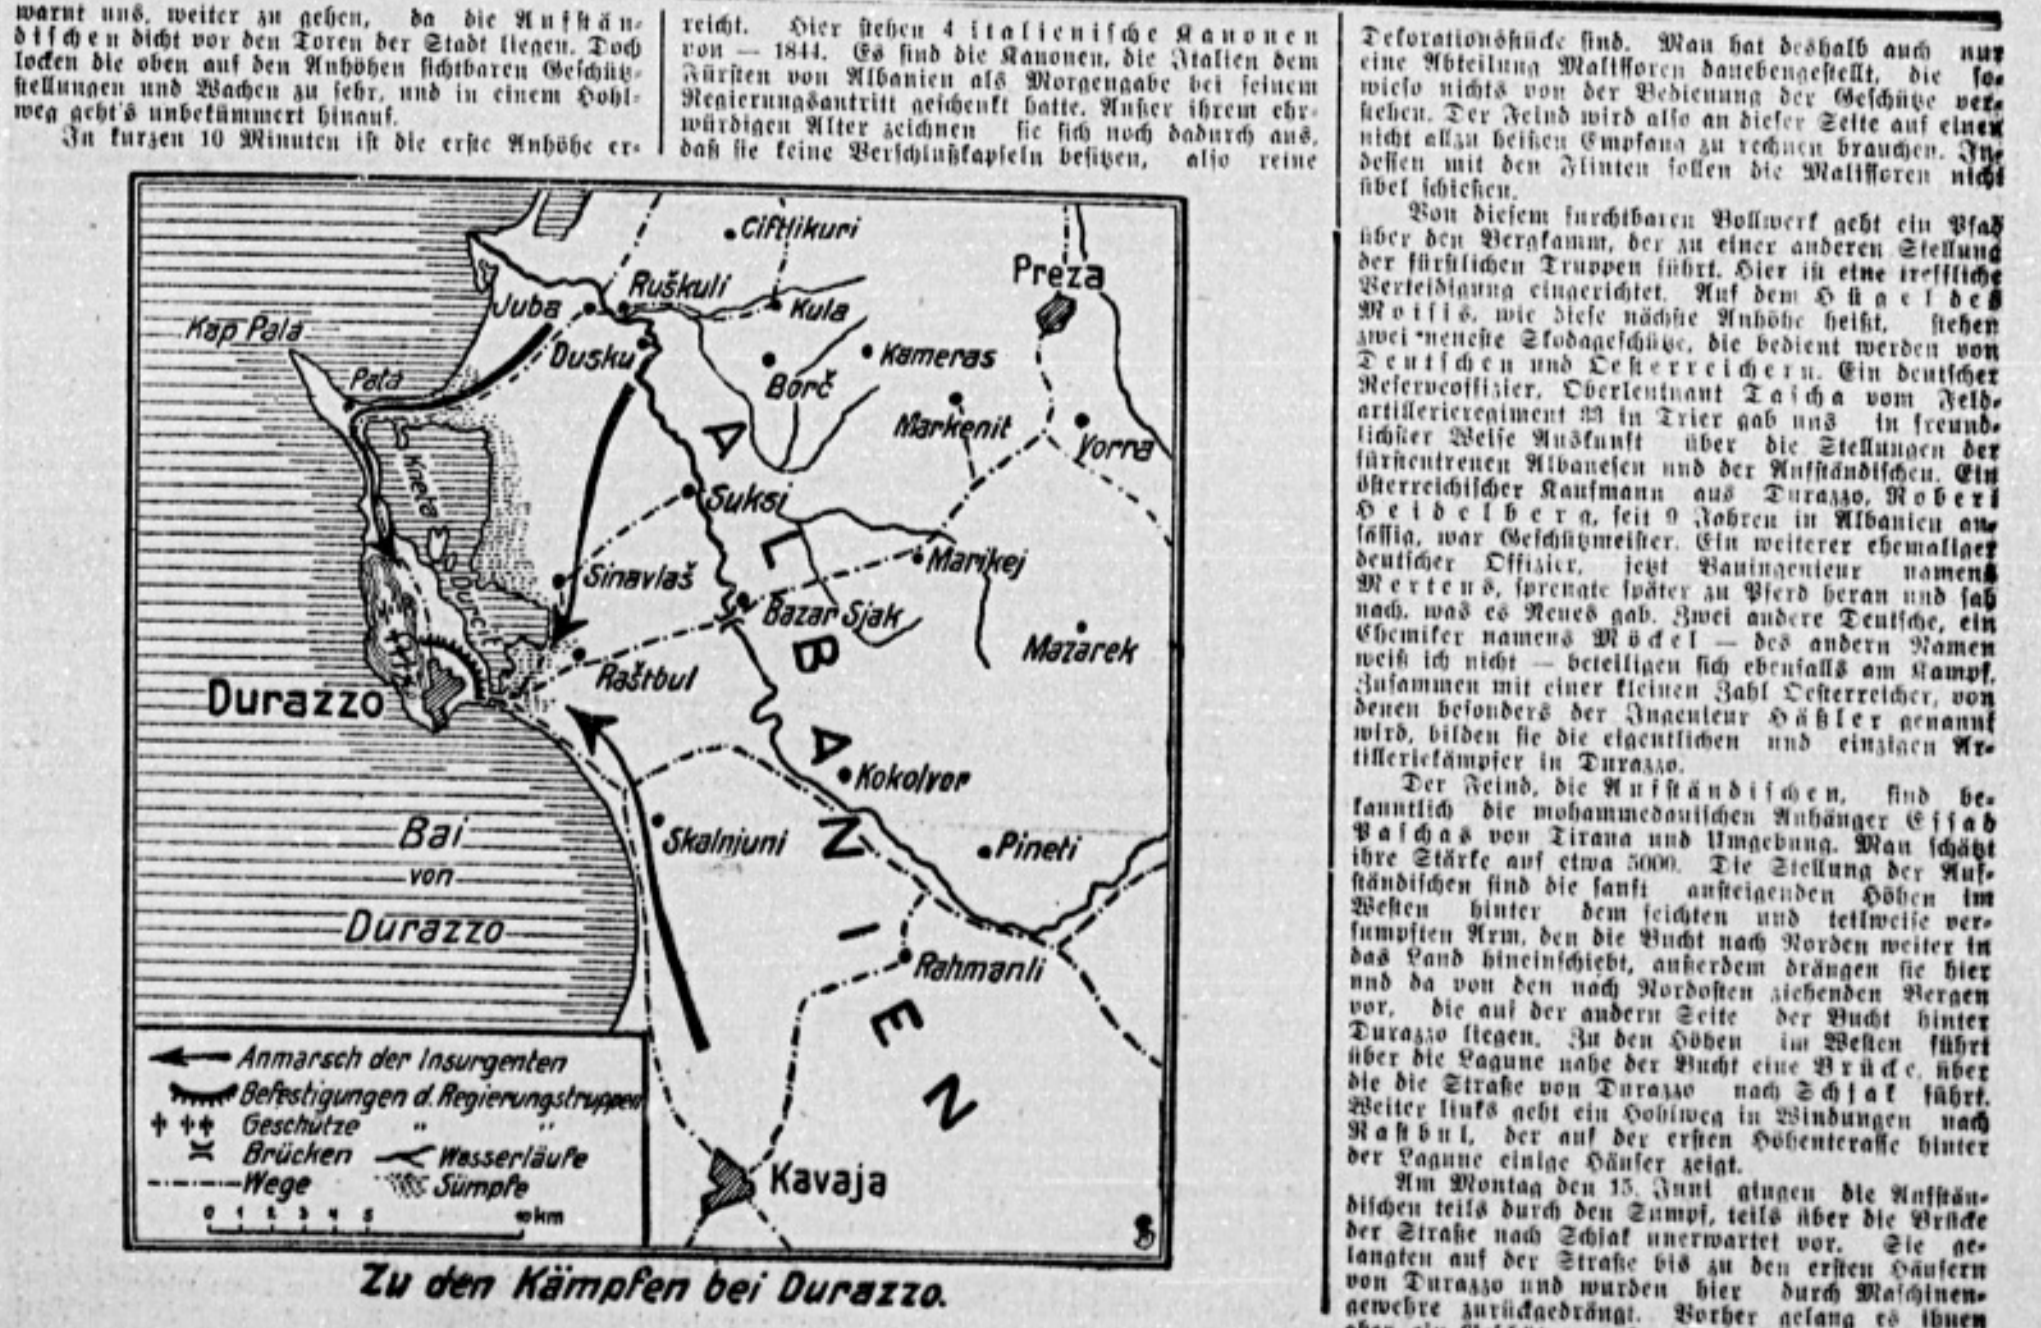 warnt uns, weiter zu gehen, da die Aufstän-
dischen dicht vor den Toren der Stadt liegen. Doch
locken die oben auf den Anhöhen sichtbaren Geschütz-
stellungen und Wachen zu sehr, und in einem Hohl-
weg geht's unbekümmert hinauf.
In kurzen 10 Minuten ist die erste Anhöhe er-
reicht. Hier stehen 4 italienische Kanonen
von — 1844. Es sind die Kanonen, die Italien dem
Fürsten von Albanien als Morgengabe bei seinem
Regierungsantritt geschenkt hatte. Außer ihrem ehr-
würdigen Alter zeichnen sie sich noch dadurch aus,
daß sie keine Verschlußkapseln besitzen, also reine
Ciftlikuri
Preza
Ruškuli
Juba
Kula
Kap Pala
Dusku
Kameras
Pata
Borč
Markenit
Vorra
Kneta
Suksi
Marikej
Sinavlaš
Durcit
Bazar Sjak
Mazarek
Raštbul
Durazzo
Kokolvor
Bai
von
Durazzo
Skalnjuni
Pineti
Rahmanli
ALBANIEN
Anmarsch der Insurgenten
Befestigungen d. Regierungstruppen
Geschütze " "
Brücken Wasserläufe
Wege Sümpfe
0 1 2 3 4 5 10 km
Kavaja
Zu den Kämpfen bei Durazzo.
Dekorationsstücke sind. Man hat deshalb auch nur
eine Abteilung Malissoren danebengestellt, die so-
wieso nichts von der Bedienung der Geschütze ver-
stehen. Der Feind wird also an dieser Seite auf einen
nicht allzu heißen Empfang zu rechnen brauchen. In-
dessen mit den Flinten sollen die Malissoren nicht
übel schießen.
Von diesem furchtbaren Bollwerk geht ein Pfad
über den Bergkamm, der zu einer anderen Stellung
der fürstlichen Truppen führt. Hier ist eine treffliche
Verteidigung eingerichtet. Auf dem Hügel des
Moisis, wie diese nächste Anhöhe heißt, stehen
zwei neueste Skodageschütze, die bedient werden von
Deutschen und Oesterreichern. Ein deutscher
Reserveoffizier, Oberleutnant Tascha vom Feld-
artillerieregiment 33 in Trier gab uns in freund-
lichster Weise Auskunft über die Stellungen der
fürstentreuen Albanesen und der Aufständischen. Ein
österreichischer Kaufmann aus Durazzo, Robert
Heidelberg, seit 9 Jahren in Albanien an-
sässig, war Geschützmeister. Ein weiterer ehemaliger
deutscher Offizier, jetzt Bauingenieur namens
Mertens, sprengte später zu Pferd heran und sah
nach, was es Neues gab. Zwei andere Deutsche, ein
Chemiker namens Möckel — des andern Namen
weiß ich nicht — beteiligen sich ebenfalls am Kampf.
Zusammen mit einer kleinen Zahl Oesterreicher, von
denen besonders der Ingenieur Häßler genannt
wird, bilden sie die eigentlichen und einzigen Ar-
tilleriekämpfer in Durazzo.
Der Feind, die Aufständischen, sind be-
kanntlich die mohammedanischen Anhänger Essad
Paschas von Tirana und Umgebung. Man schätzt
ihre Stärke auf etwa 5000. Die Stellung der Auf-
ständischen sind die sanft ansteigenden Höhen im
Westen hinter dem seichten und teilweise ver-
sumpften Arm, den die Bucht nach Norden weiter in
das Land hineinschiebt, außerdem drängen sie hier
und da von den nach Nordosten ziehenden Bergen
vor, die auf der andern Seite der Bucht hinter
Durazzo liegen. Zu den Höhen im Westen führt
über die Lagune nahe der Bucht eine Brücke, über
die die Straße von Durazzo nach Schjak führt.
Weiter links geht ein Hohlweg in Windungen nach
Rastbul, der auf der ersten Höhenterasse hinter
der Lagune einige Häuser zeigt.
Am Montag den 15. Juni gingen die Aufstän-
dischen teils durch den Sumpf, teils über die Brücke
der Straße nach Schjak unerwartet vor. Sie ge-
langten auf der Straße bis zu den ersten Häusern
von Durazzo und wurden hier durch Maschinen-
gewehre zurückgedrängt. Vorher gelang es ihnen